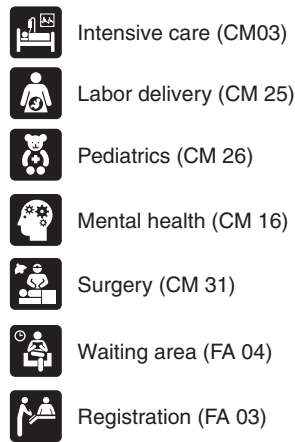 Intensive care (CM03)
Labor delivery (CM 25)
Pediatrics (CM 26)
Mental health (CM 16)
Surgery (CM 31)
Waiting area (FA 04)
Registration (FA 03)